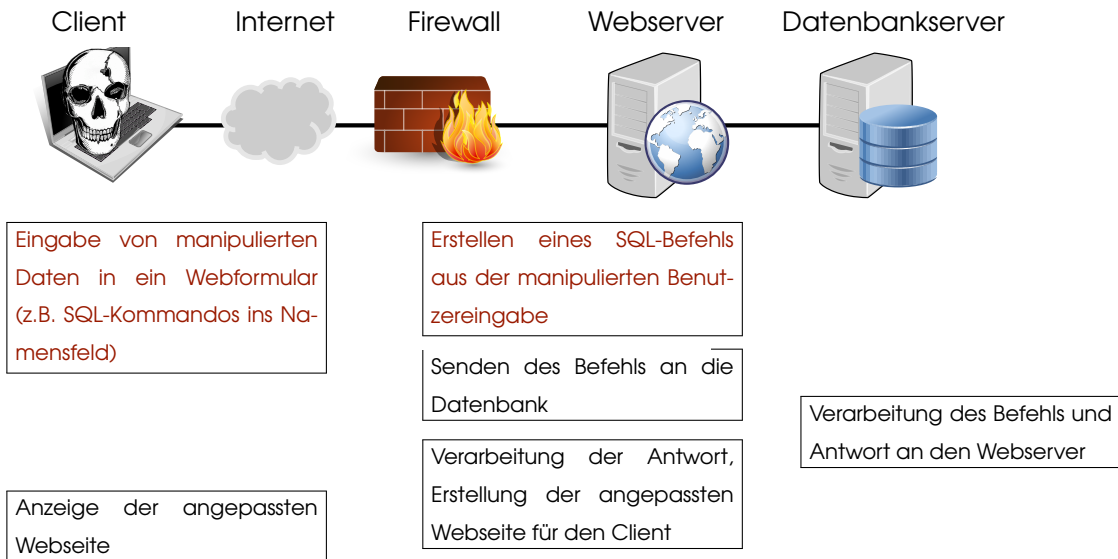 Client
Internet
Firewall
Webserver
Datenbankserver
Eingabe von manipulierten
Daten in ein Webformular
(z.B. SQL-Kommandos ins Na-
mensfeld)
Erstellen eines SQL-Befehls
aus der manipulierten Benut-
zereingabe
Senden des Befehls an die
Datenbank
Verarbeitung des Befehls und
Antwort an den Webserver
Verarbeitung der Antwort,
Erstellung der angepassten
Webseite für den Client
Anzeige der angepassten
Webseite